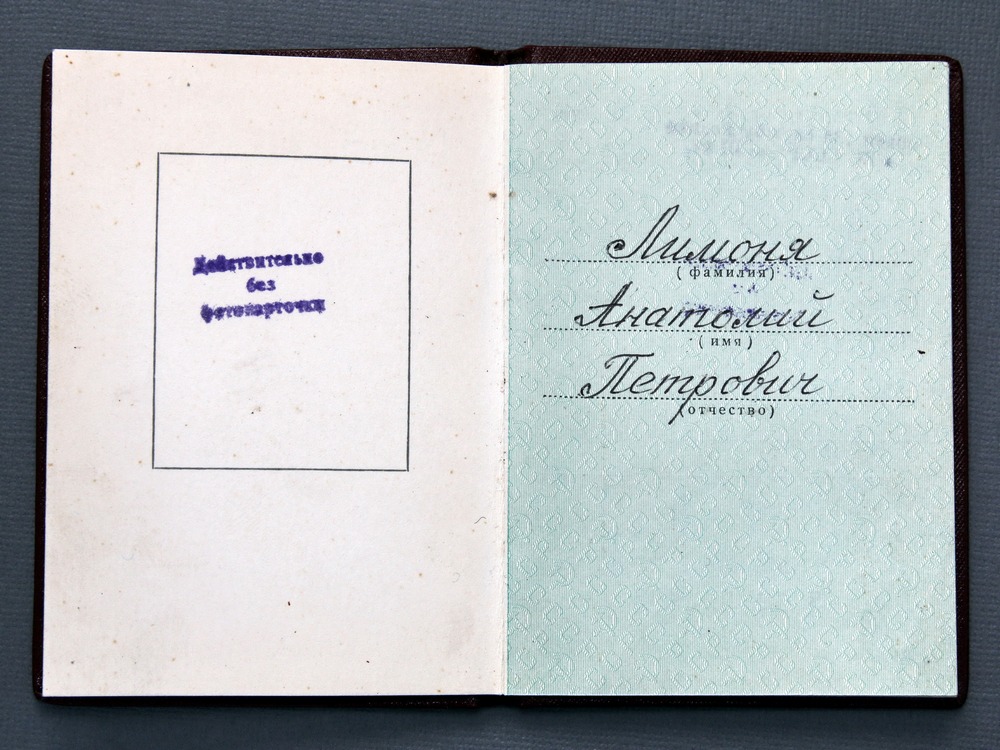 Действительно
без
фотокарточки
Лимоня
(фамилия)
Анатолий
(имя)
Петрович
(отчество)